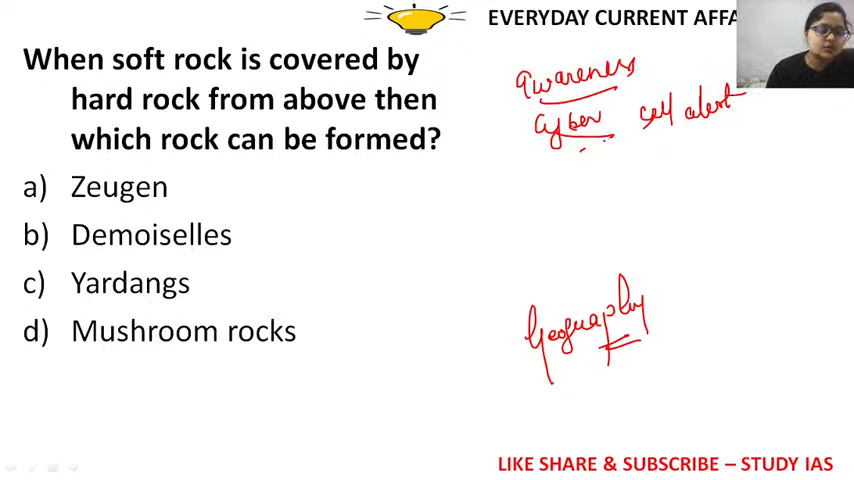 EVERYDAY CURRENT AFFA
When soft rock is covered by
hard rock from above then
which rock can be formed?
a) Zeugen
b) Demoiselles
c) Yardangs
d) Mushroom rocks
awareness
Cyber cell alert
Geography
LIKE SHARE & SUBSCRIBE – STUDY IAS